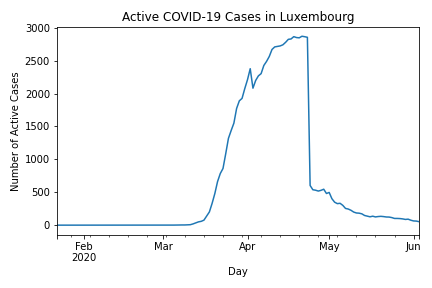 Active COVID-19 Cases in Luxembourg
Number of Active Cases
3000
2500
2000
1500
1000
500
0
Feb
2020
Mar
Apr
May
Jun
Day